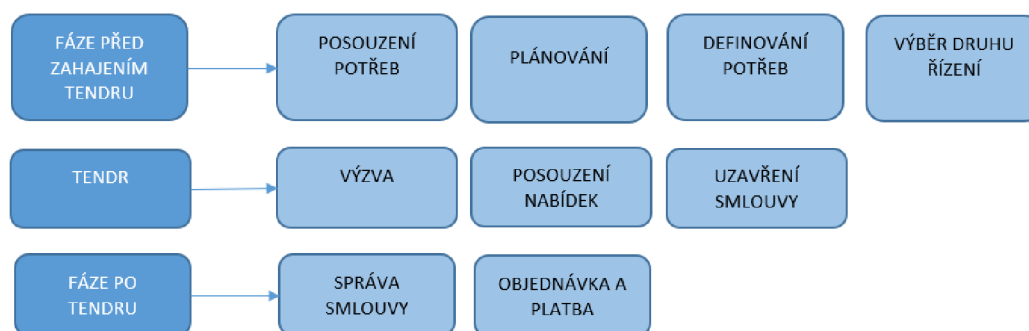 FÁZE PŘED
ZAHAJENÍM
TENDRU
POSOUZENÍ
POTŘEB
PLÁNOVÁNÍ
DEFINOVÁNÍ
POTŘEB
VÝBĚR DRUHU
ŘÍZENÍ
TENDR
VÝZVA
POSOUZENÍ
NABÍDEK
UZAVŘENÍ
SMLOUVY
FÁZE PO
TENDRU
SPRÁVA
SMLOUVY
OBJEDNÁVKA A
PLATBA